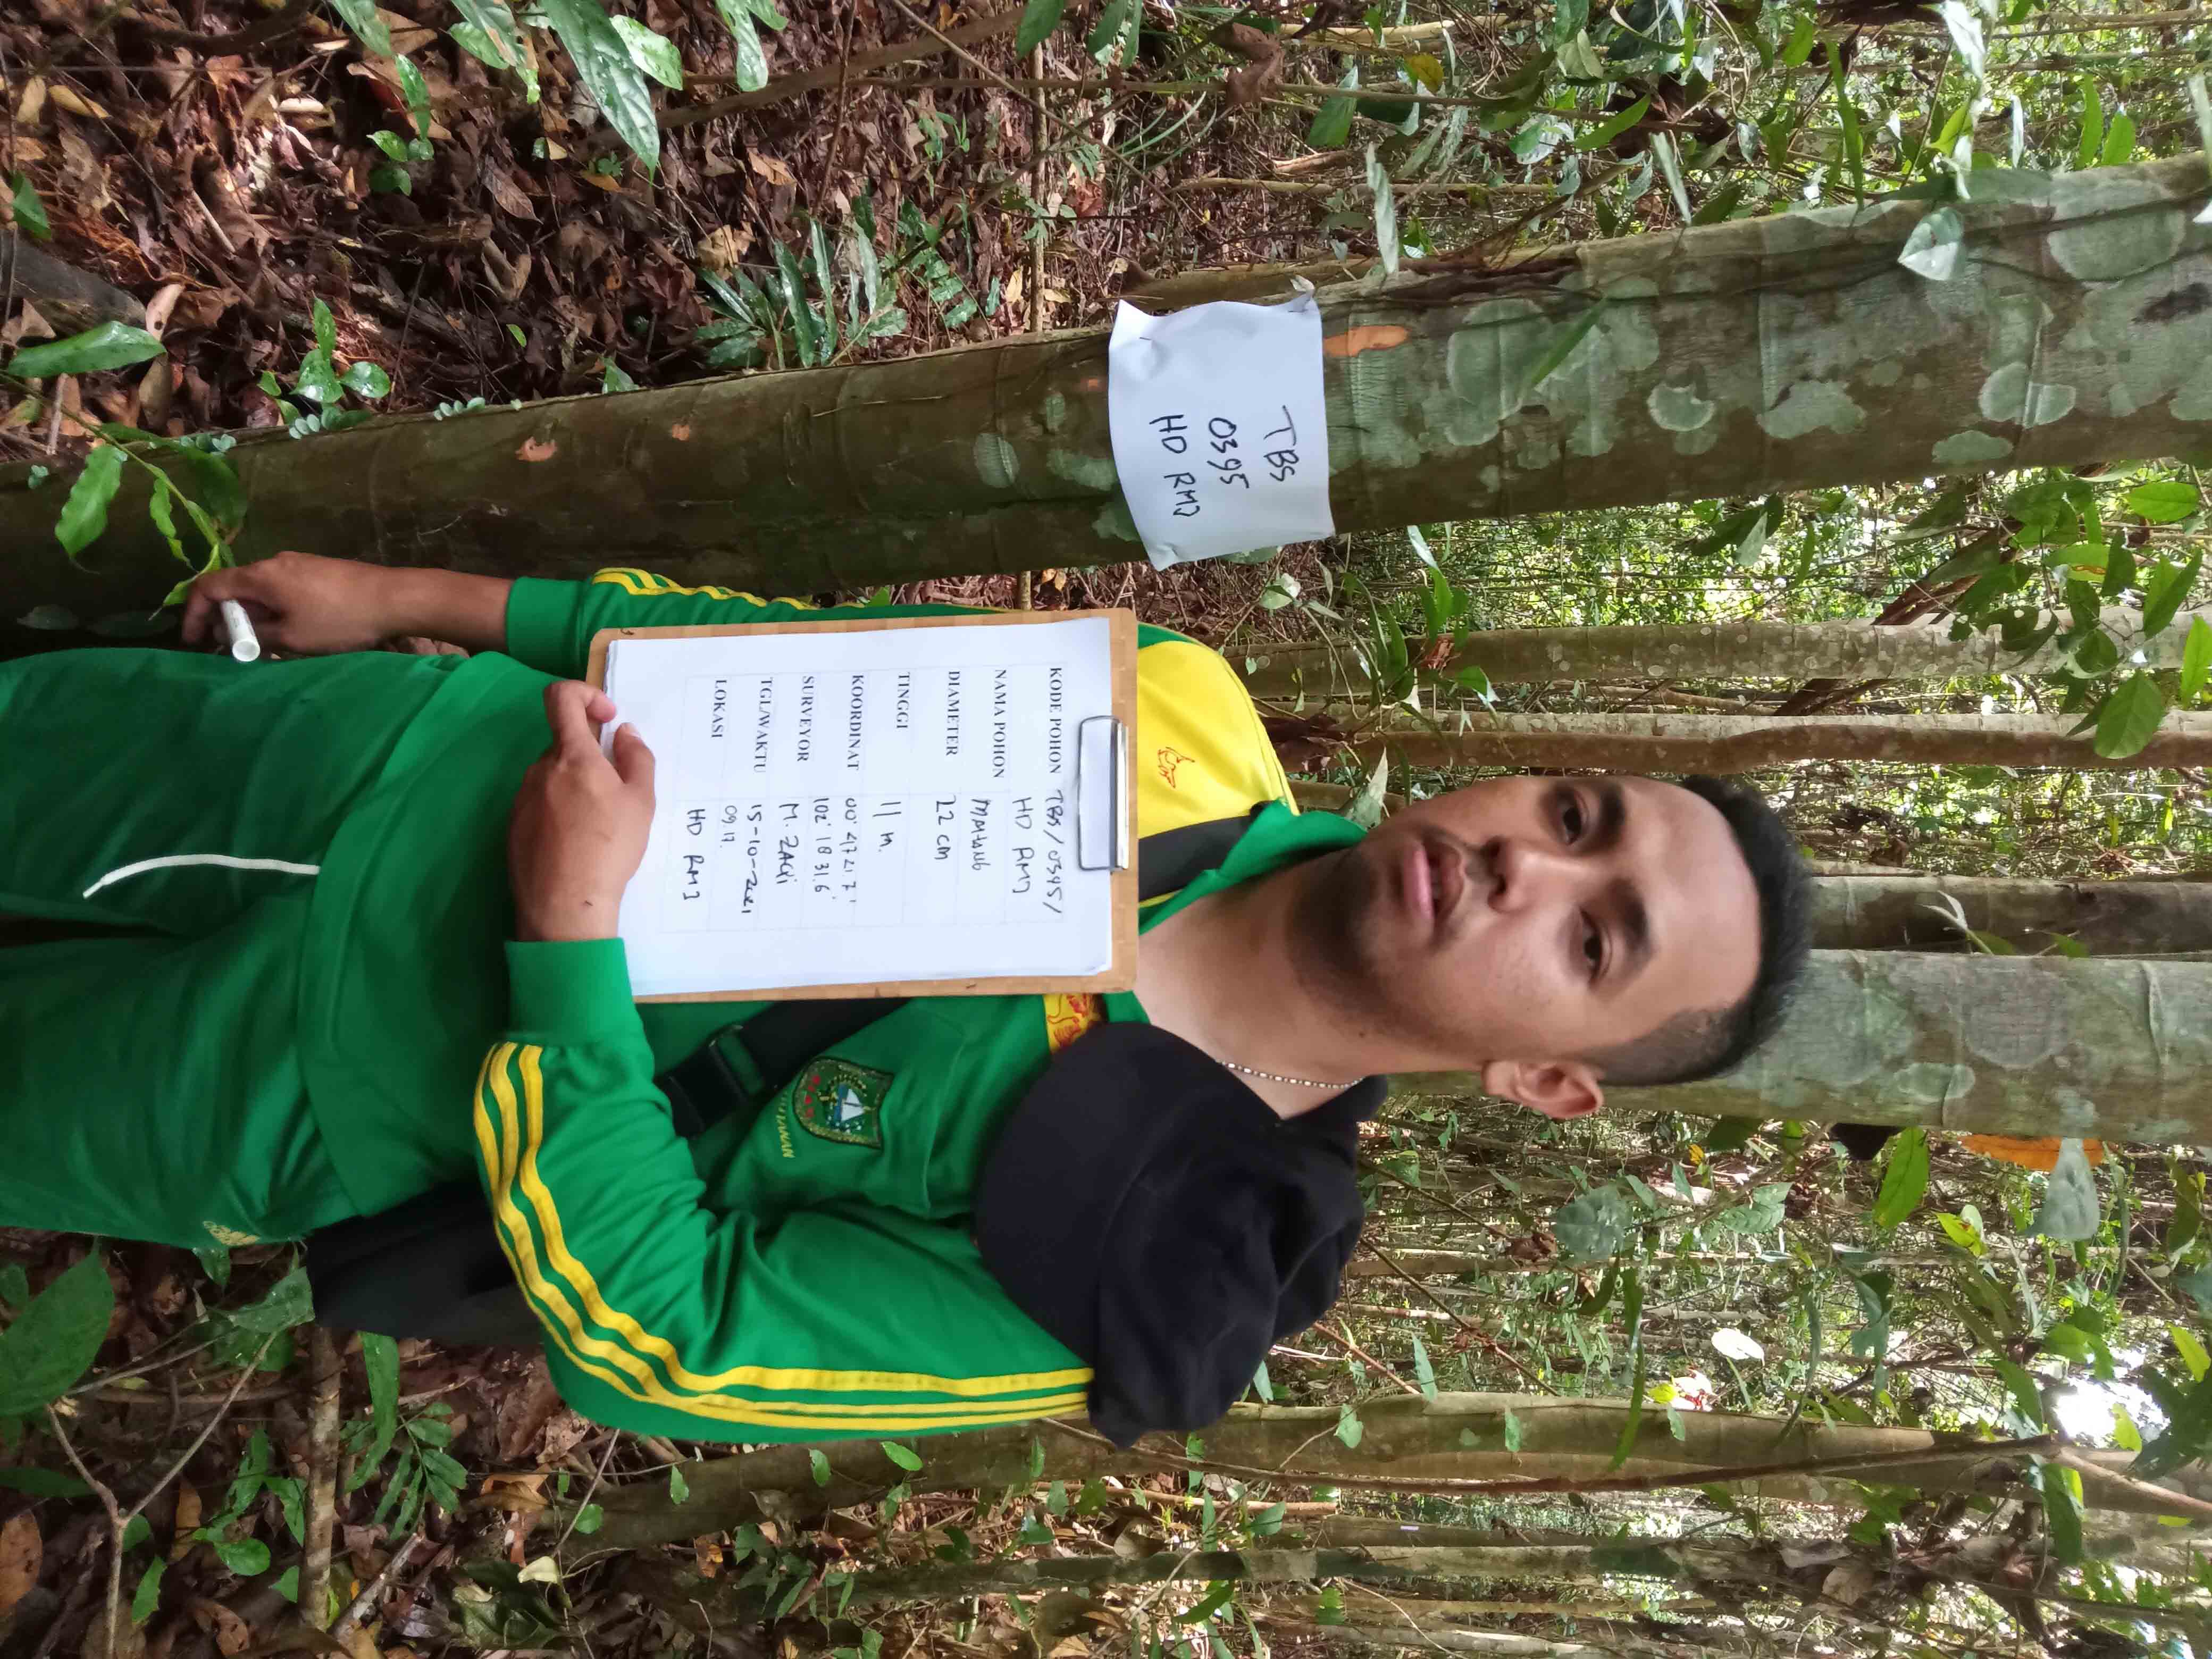 TBS
0395
HD RMJ
KODE POHON TBS / 0395 /
HD RMJ
NAMA POHON MAHANG
DIAMETER 22 cm
TINGGI 11 m.
KOORDINAT 00° 47'21.7"
102° 18 31.6'
SURVEYOR M. ZAKI
TGL/WAKTU 15-10-2021
09.17.
LOKASI HD RMJ